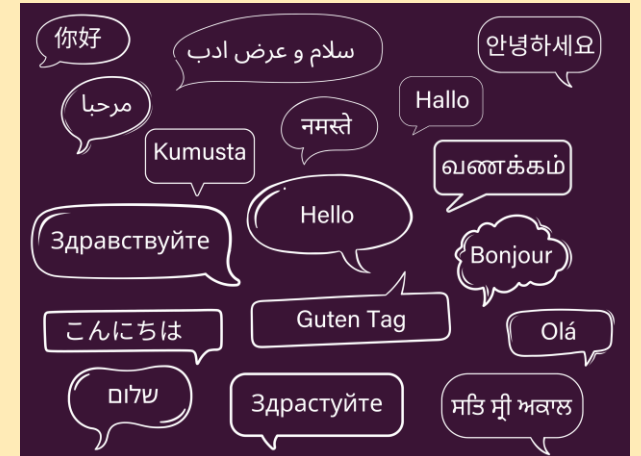 你好
سلام و عرض ادب
안녕하세요
مرحبا
नमस्ते
Hallo
Kumusta
வணக்கம்
Hello
Здравствуйте
Bonjour
Guten Tag
こんにちは
Olá
שלום
Здрастуйте
ਸਤਿ ਸ੍ਰੀ ਅਕਾਲ